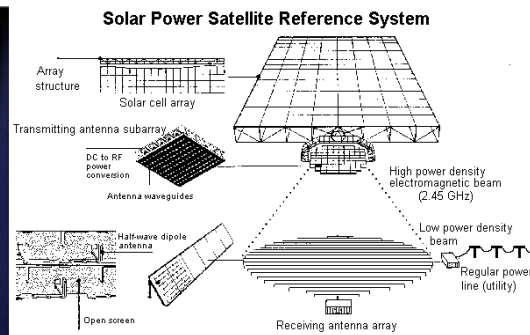 Solar Power Satellite Reference System
Array
structure
Solar cell array
Transmitting antenna subarray
DC to RF
power
conversion
Antenna waveguides
High power density
electromagnetic beam
(2.45 GHz)
Half-wave dipole
antenna
Low power density
beam
Regular power
line (utility)
Open screen
Receiving antenna array